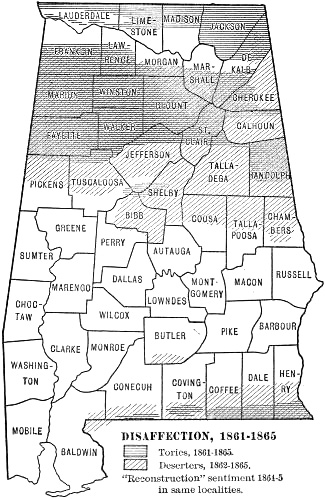 LAUDERDALE
LIME-
STONE
MADISON
JACKSON
FRANKLIN
LAW-
RENCE
MORGAN
MAR-
SHALL
DE
KALB
CHEROKEE
MARION
WINSTON
BLOUNT
FAYETTE
WALKER
ST.
CLAIR
CALHOUN
JEFFERSON
PICKENS
TUSCALOUSA
SHELBY
TALLA-
DEGA
RANDOLPH
BIBB
COUSA
TALLA-
POOSA
CHAM-
BERS
GREENE
PERRY
AUTAUGA
SUMTER
RUSSELL
MARENGO
DALLAS
LOWNDES
MONT-
GOMERY
MACON
CHOC-
TAW
WILCOX
BUTLER
PIKE
BARBOUR
CLARKE
MONROE
WASHING-
TON
CONECUH
COVING-
TON
COFFEE
DALE
HEN-
RY
MOBILE
BALDWIN
DISAFFECTION, 1861-1865
Tories, 1861-1865.
Deserters, 1862-1865.
"Reconstruction" sentiment 1864-5
in same localities.